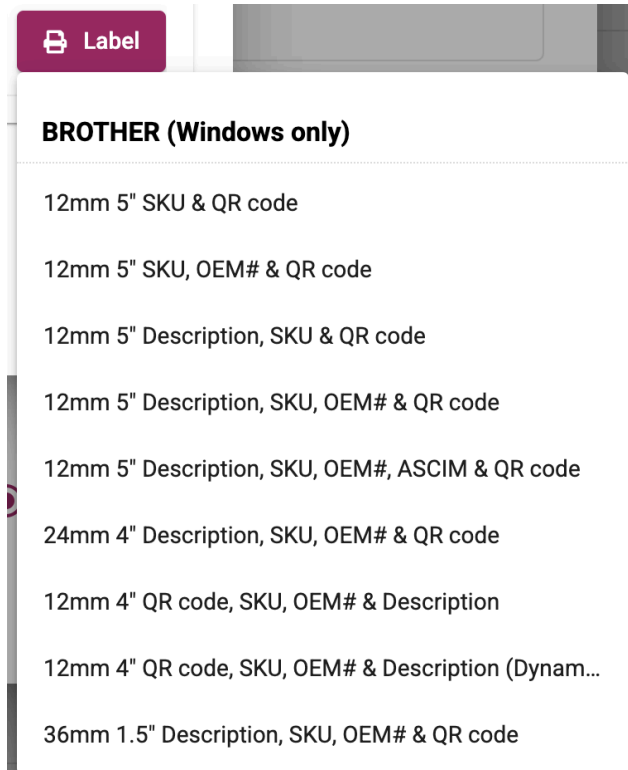 Label
BROTHER (Windows only)
12mm 5" SKU & QR code
12mm 5" SKU, OEM# & QR code
12mm 5" Description, SKU & QR code
12mm 5" Description, SKU, OEM# & QR code
12mm 5" Description, SKU, OEM#, ASCIM & QR code
24mm 4" Description, SKU, OEM# & QR code
12mm 4" QR code, SKU, OEM# & Description
12mm 4" QR code, SKU, OEM# & Description (Dynam...
36mm 1.5" Description, SKU, OEM# & QR code